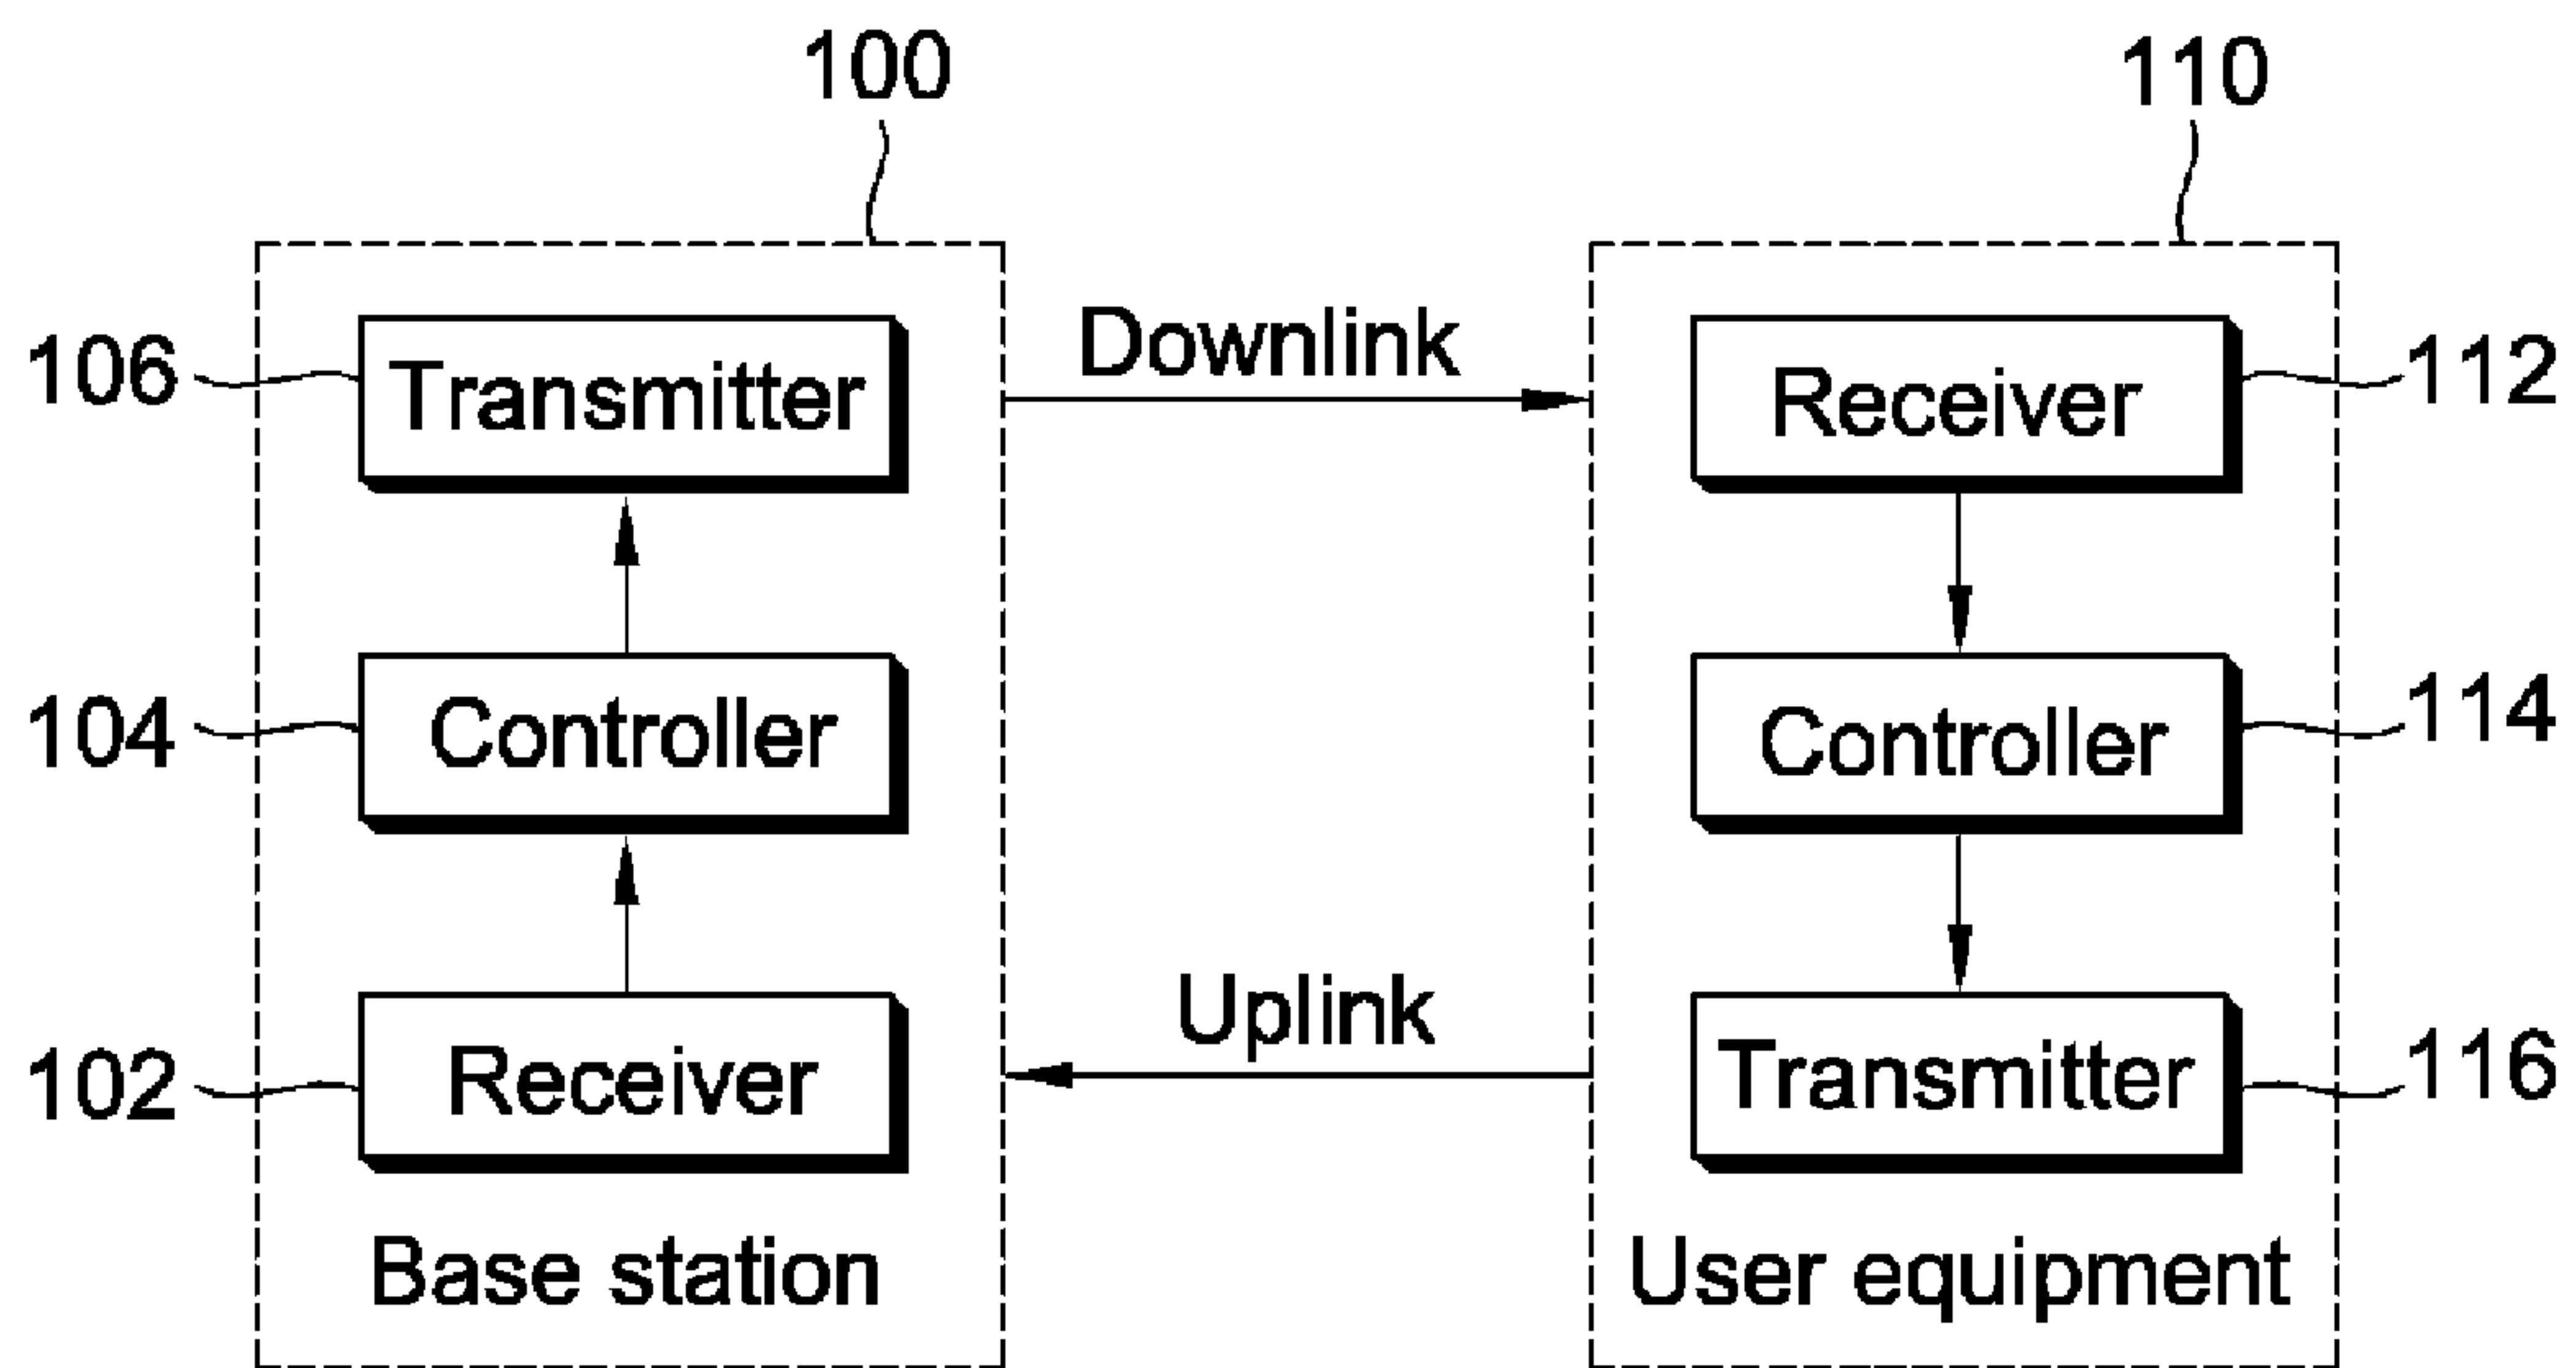 100
110
106
Transmitter
Downlink
Receiver
112
104
Controller
Controller
114
102
Receiver
Uplink
Transmitter
116
Base station
User equipment